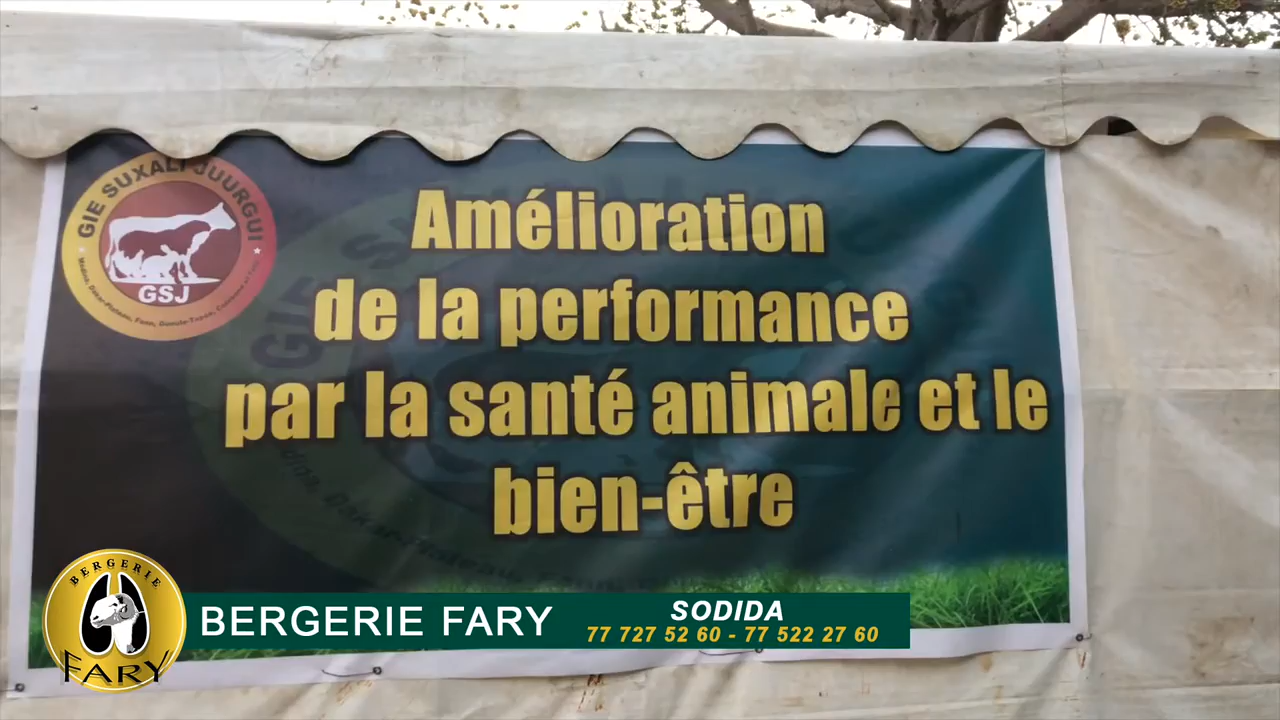 GIE SUXALI JUURGUI
GSJ
Amélioration
de la performance
par la santé animale et le
bien-être
BERGERIE
FARY
BERGERIE FARY
SODIDA
77 727 52 60 - 77 522 27 60